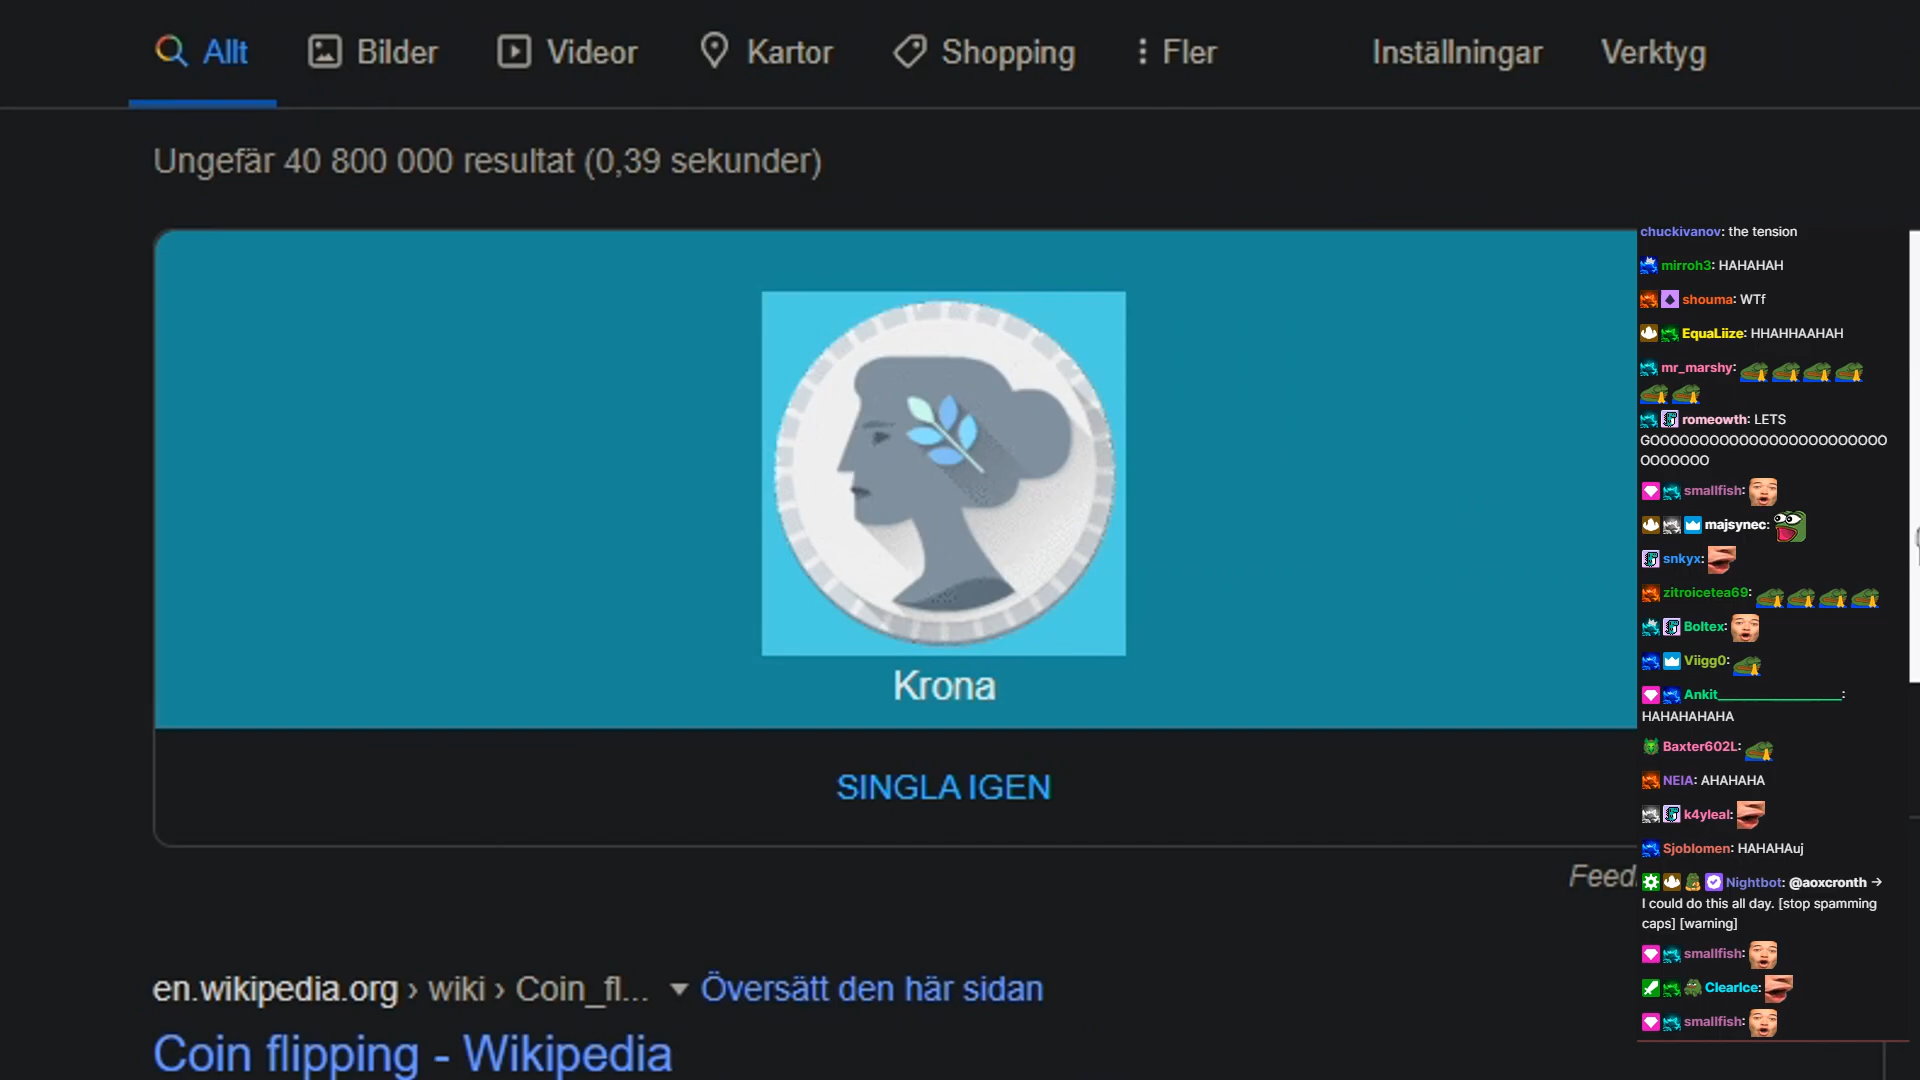 Allt Bilder Videor Kartor Shopping Fler Inställningar Verktyg
Ungefär 40 800 000 resultat (0,39 sekunder)
Krona
SINGLA IGEN
en.wikipedia.org › wiki › Coin_fl... Översätt den här sidan
Coin flipping - Wikipedia
chuckivanov: the tension
mirroh3: HAHAHAH
shouma: WTf
EquaLiize: HHAHHAAHAH
mr_marshy:
romeowth: LETS
GOOOOOOOOOOOOOOOOOOOOOOOO
OOOOOOO
smallfish:
majsynec:
snkyx:
zitroicetea69:
Boltex:
Viigg0:
Ankit__________________:
HAHAHAHAHA
Baxter602L:
NEIA: AHAHAHA
k4yleal:
Sjoblomen: HAHAHAuj
Nightbot: @aoxcronth →
I could do this all day. [stop spamming
caps] [warning]
smallfish:
ClearIce:
smallfish: